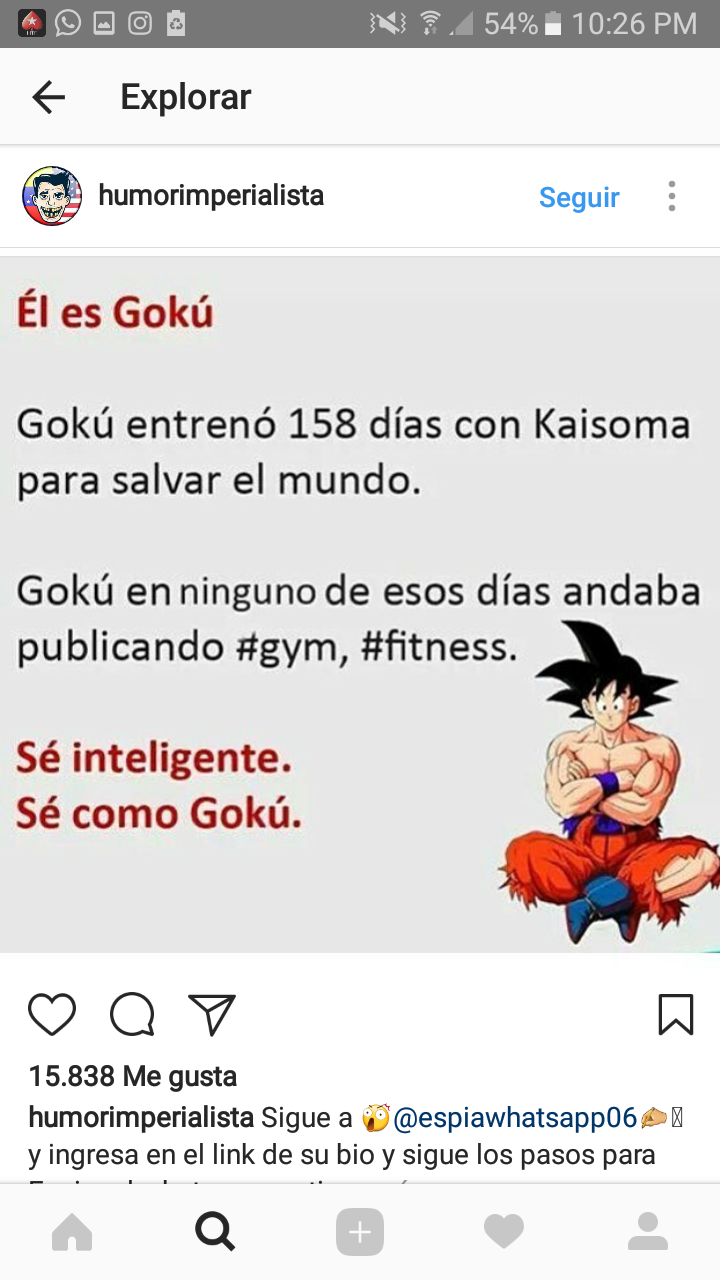 54% 10:26 PM
Explorar
humorimperialista Seguir
Él es Gokú
Gokú entrenó 158 días con Kaisoma
para salvar el mundo.
Gokú en ninguno de esos días andaba
publicando #gym, #fitness.
Sé inteligente.
Sé como Gokú.
15.838 Me gusta
humorimperialista Sigue a 😲@espiawhatsapp06✍
y ingresa en el link de su bio y sigue los pasos para